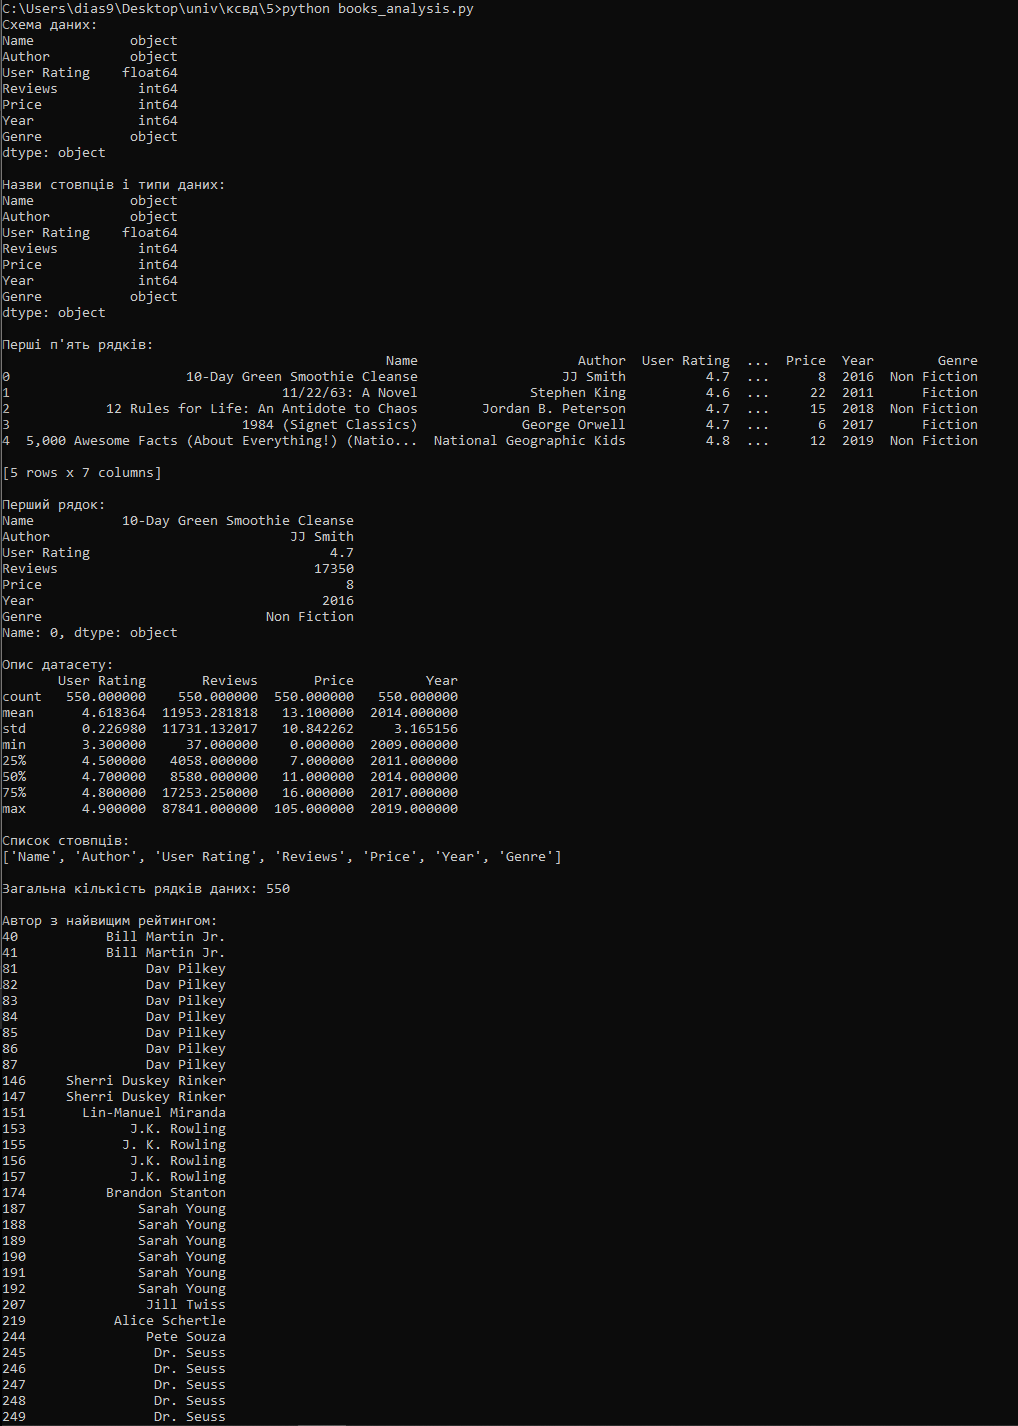 C:\Users\dias9\Desktop\univ\ксвд\5>python books_analysis.py
Схема даних:
Name            object
Author          object
User Rating    float64
Reviews          int64
Price            int64
Year             int64
Genre           object
dtype: object

Назви стовпців і типи даних:
Name            object
Author          object
User Rating    float64
Reviews          int64
Price            int64
Year             int64
Genre           object
dtype: object

Перші п'ять рядків:
                                                Name                    Author  User Rating  ...  Price  Year        Genre
0                      10-Day Green Smoothie Cleanse                  JJ Smith          4.7  ...      8  2016  Non Fiction
1                                  11/22/63: A Novel              Stephen King          4.6  ...     22  2011      Fiction
2            12 Rules for Life: An Antidote to Chaos        Jordan B. Peterson          4.7  ...     15  2018  Non Fiction
3                             1984 (Signet Classics)             George Orwell          4.7  ...      6  2017      Fiction
4  5,000 Awesome Facts (About Everything!) (Natio...  National Geographic Kids          4.8  ...     12  2019  Non Fiction

[5 rows x 7 columns]

Перший рядок:
Name           10-Day Green Smoothie Cleanse
Author                              JJ Smith
User Rating                              4.7
Reviews                                17350
Price                                      8
Year                                    2016
Genre                            Non Fiction
Name: 0, dtype: object

Опис датасету:
       User Rating       Reviews       Price         Year
count   550.000000    550.000000  550.000000   550.000000
mean      4.618364  11953.281818   13.100000  2014.000000
std       0.226980  11731.132017   10.842262     3.165156
min       3.300000     37.000000    0.000000  2009.000000
25%       4.500000   4058.000000    7.000000  2011.000000
50%       4.700000   8580.000000   11.000000  2014.000000
75%       4.800000  17253.250000   16.000000  2017.000000
max       4.900000  87841.000000  105.000000  2019.000000

Список стовпців:
['Name', 'Author', 'User Rating', 'Reviews', 'Price', 'Year', 'Genre']

Загальна кількість рядків даних: 550

Автор з найвищим рейтингом:
40           Bill Martin Jr.
41           Bill Martin Jr.
81                Dav Pilkey
82                Dav Pilkey
83                Dav Pilkey
84                Dav Pilkey
85                Dav Pilkey
86                Dav Pilkey
87                Dav Pilkey
146     Sherri Duskey Rinker
147     Sherri Duskey Rinker
151       Lin-Manuel Miranda
153             J.K. Rowling
155            J. K. Rowling
156             J.K. Rowling
157             J.K. Rowling
174          Brandon Stanton
187              Sarah Young
188              Sarah Young
189              Sarah Young
190              Sarah Young
191              Sarah Young
192              Sarah Young
207               Jill Twiss
219           Alice Schertle
244               Pete Souza
245                Dr. Seuss
246                Dr. Seuss
247                Dr. Seuss
248                Dr. Seuss
249                Dr. Seuss